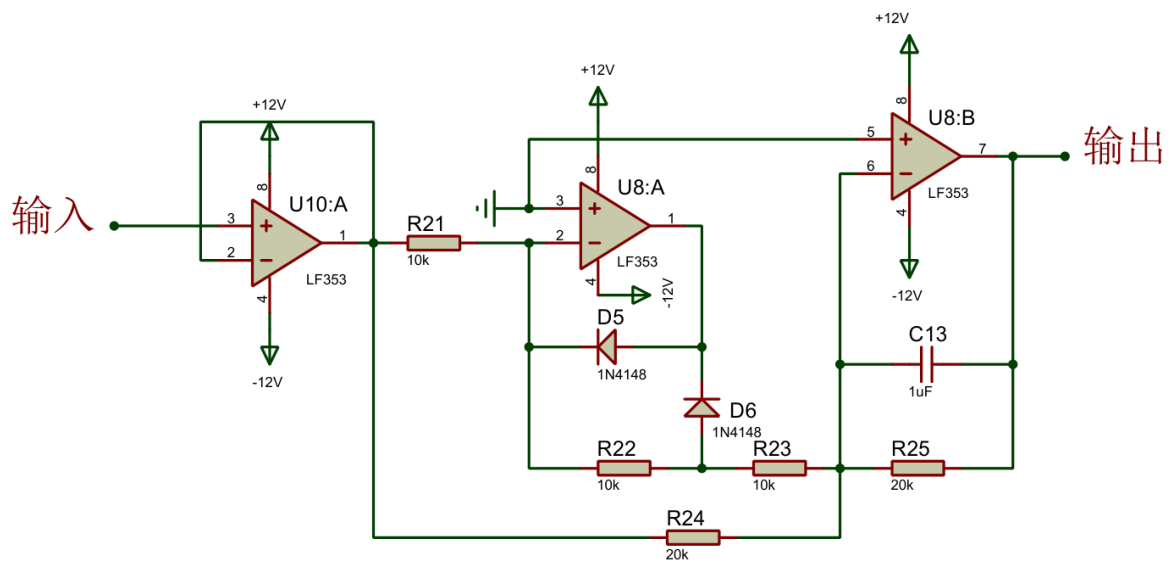 +12V
8
U8:B
5
+
7
输出
6
−
LF353
4
-12V
+12V
8
U8:A
3
+
1
2
−
LF353
4
-12V
+12V
8
U10:A
输入
3
+
1
2
−
LF353
4
-12V
R21
10k
D5
1N4148
D6
1N4148
C13
1uF
R22
10k
R23
10k
R25
20k
R24
20k